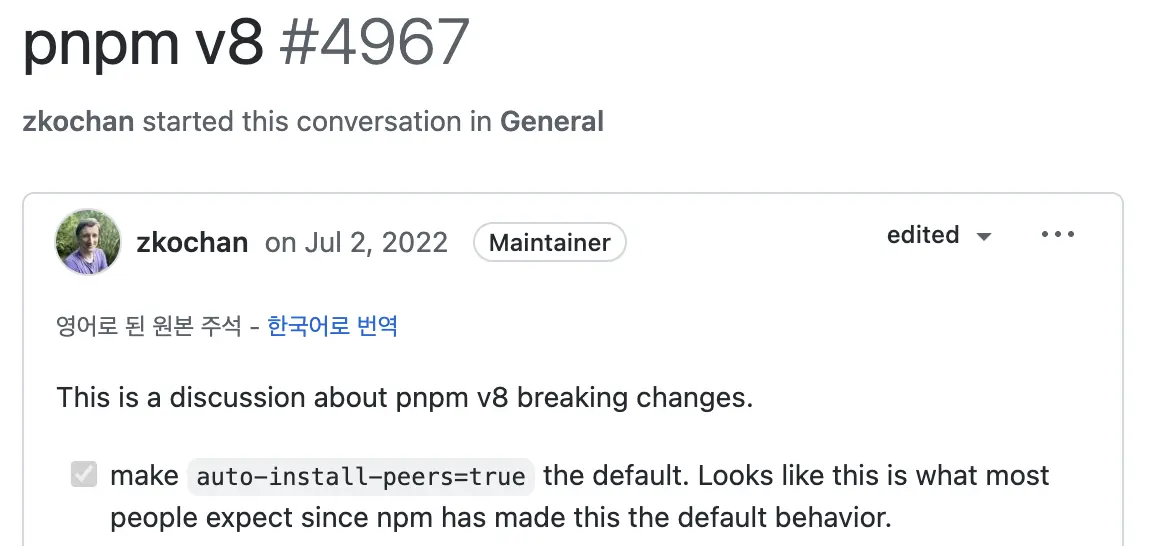 pnpm v8 #4967
zkochan started this conversation in General
zkochan on Jul 2, 2022 Maintainer edited
영어로 된 원본 주석 - 한국어로 번역
This is a discussion about pnpm v8 breaking changes.
make auto-install-peers=true the default. Looks like this is what most
people expect since npm has made this the default behavior.